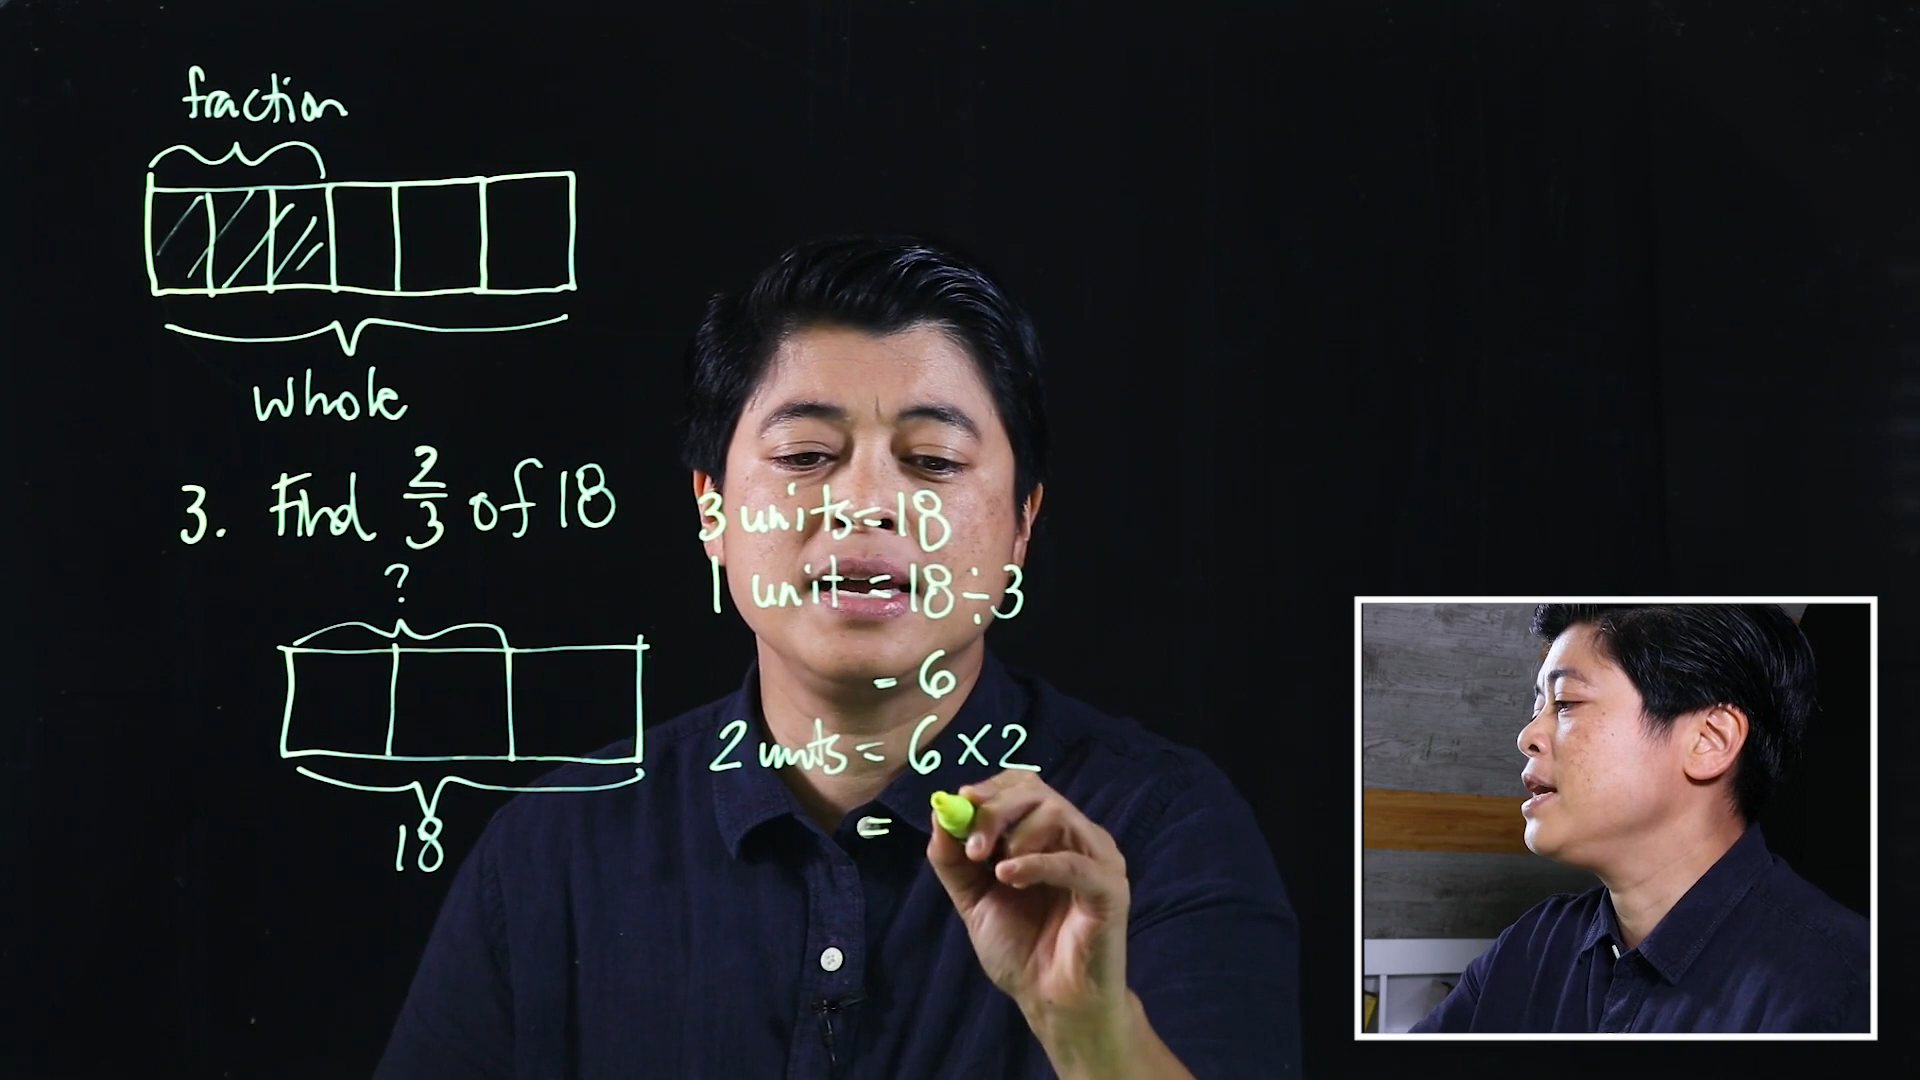 fraction
whole
3. Find 2/3 of 18
?
18
3 units = 18
1 unit = 18 ÷ 3
= 6
2 units = 6 × 2
=